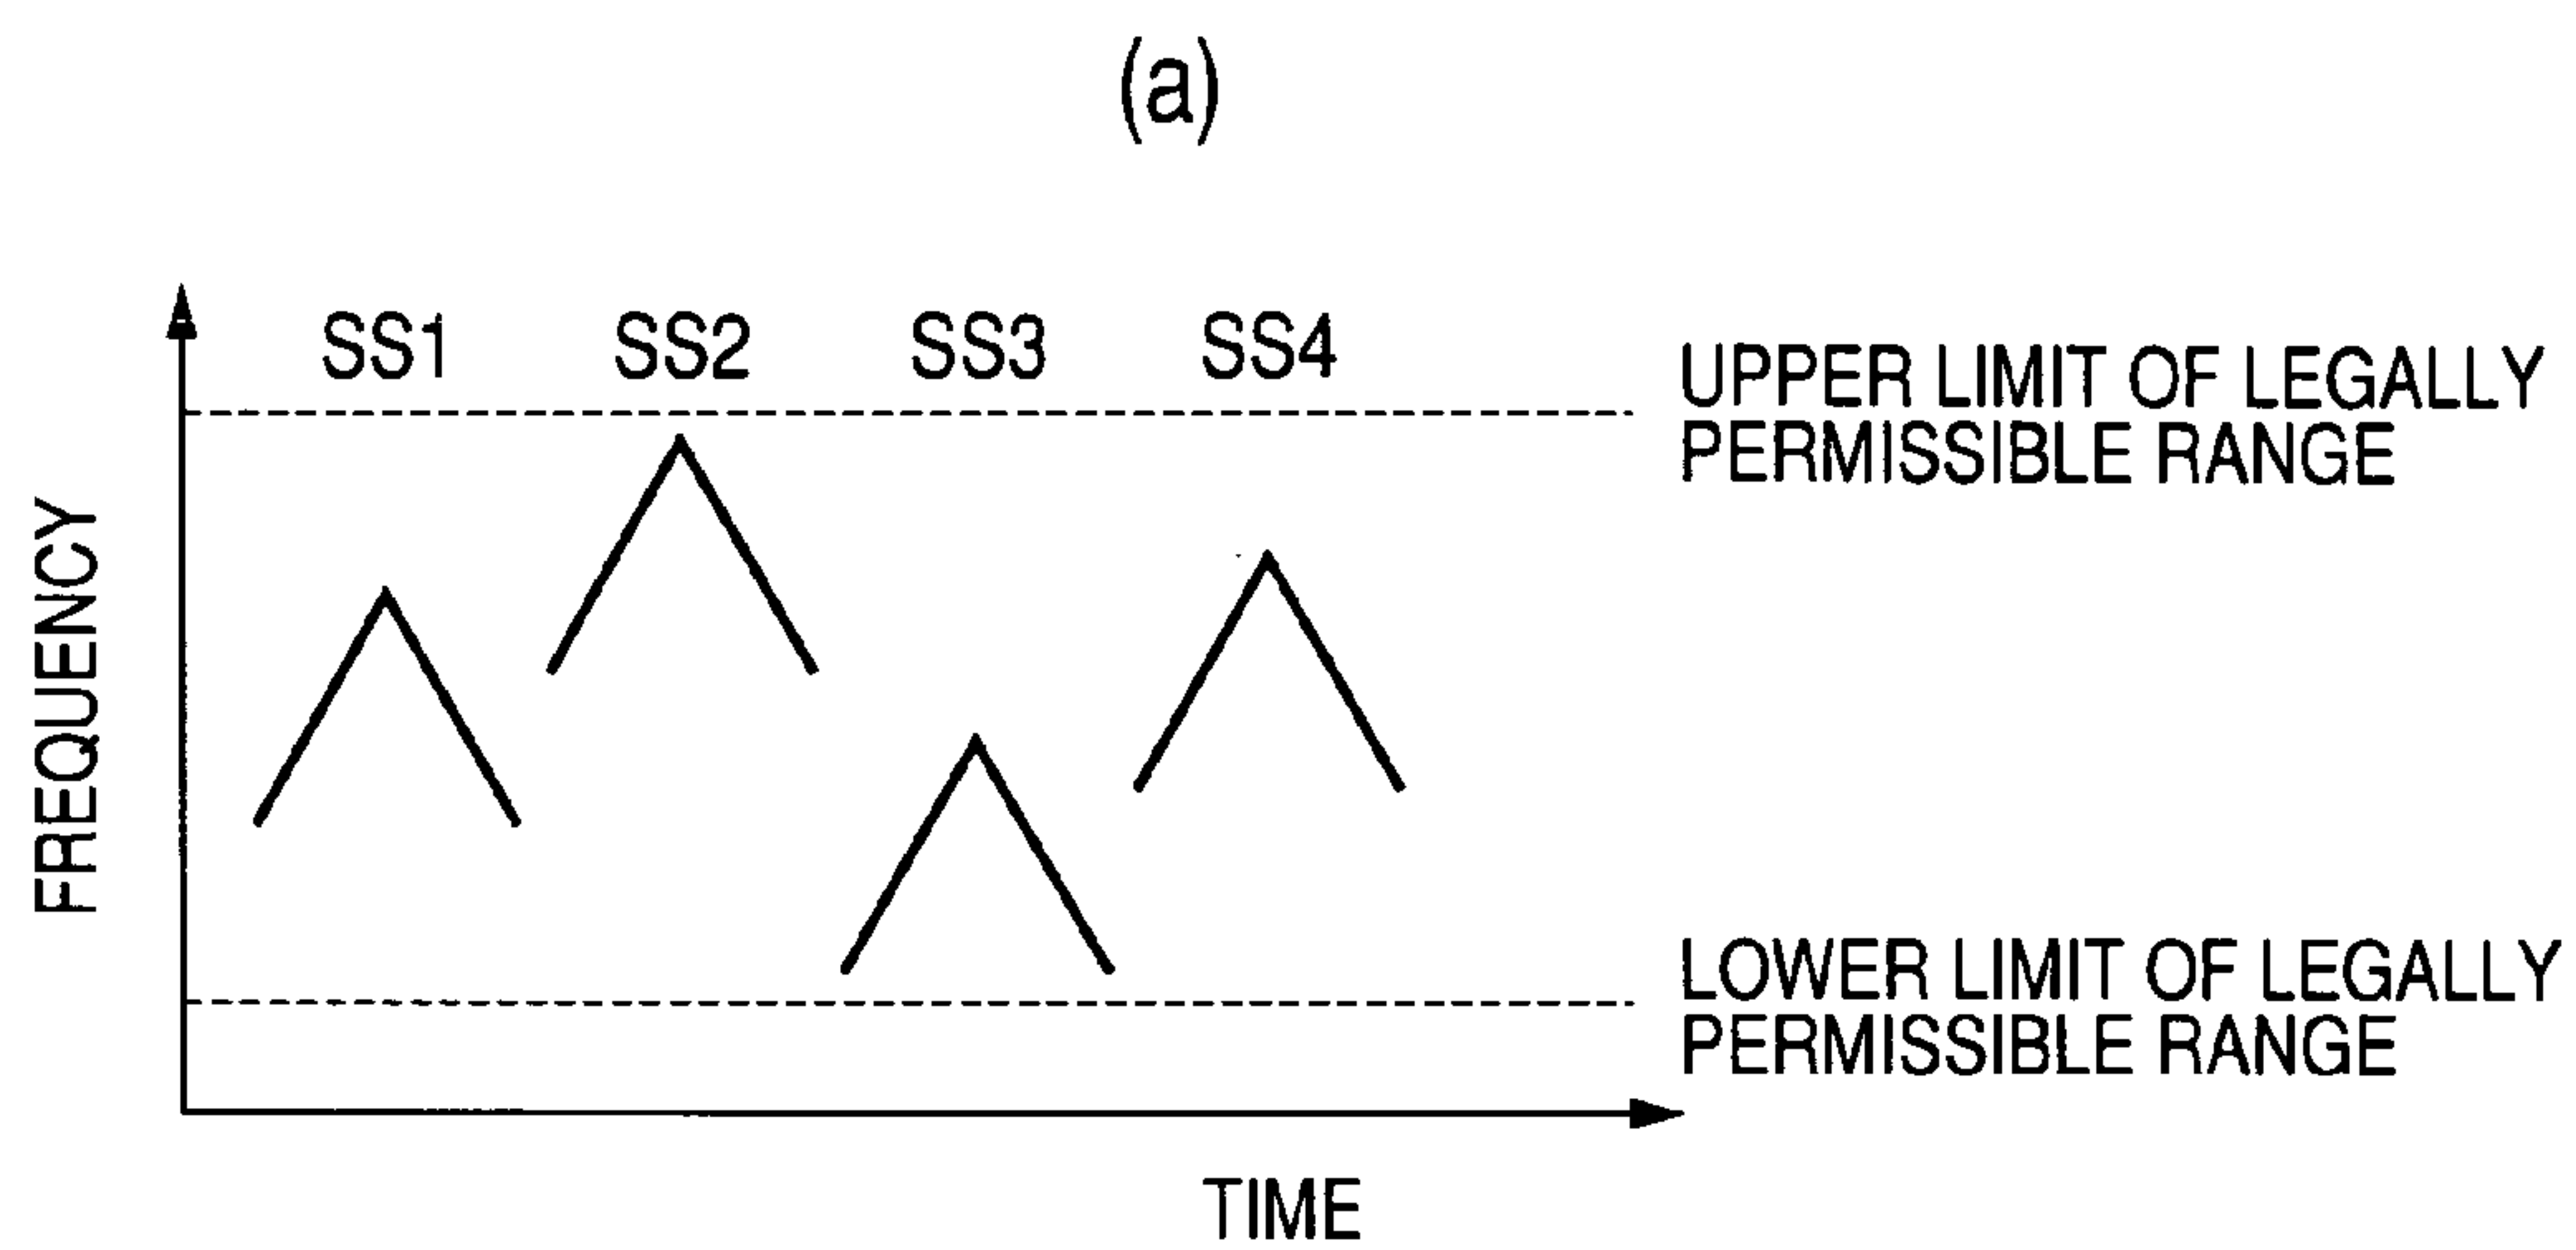 (a)
SS1 SS2 SS3 SS4
UPPER LIMIT OF LEGALLY
PERMISSIBLE RANGE
FREQUENCY
LOWER LIMIT OF LEGALLY
PERMISSIBLE RANGE
TIME